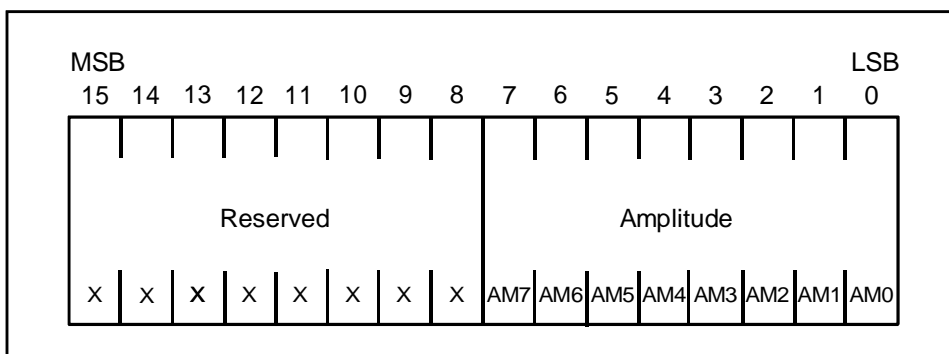 MSB LSB
15 14 13 12 11 10 9 8 7 6 5 4 3 2 1 0
Reserved Amplitude
X X X X X X X X AM7 AM6 AM5 AM4 AM3 AM2 AM1 AM0